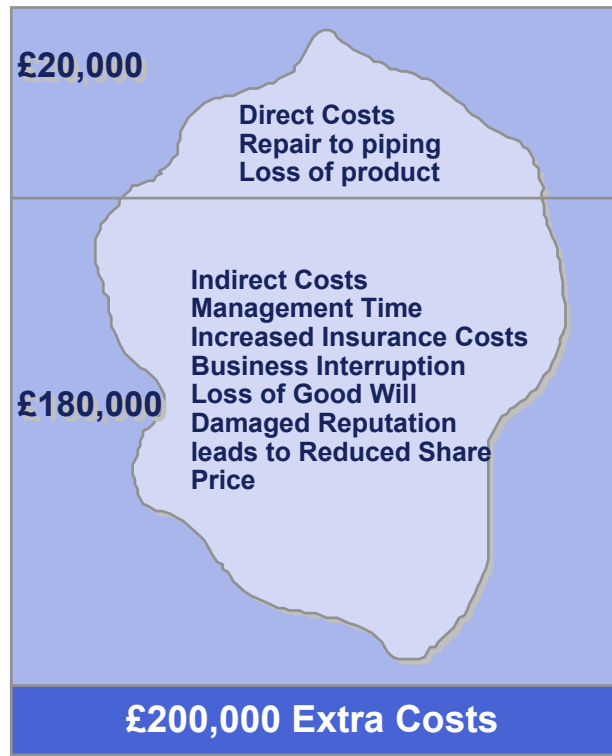 £20,000
Direct Costs
Repair to piping
Loss of product
Indirect Costs
Management Time
Increased Insurance Costs
Business Interruption
£180,000
Loss of Good Will
Damaged Reputation
leads to Reduced Share
Price
£200,000 Extra Costs